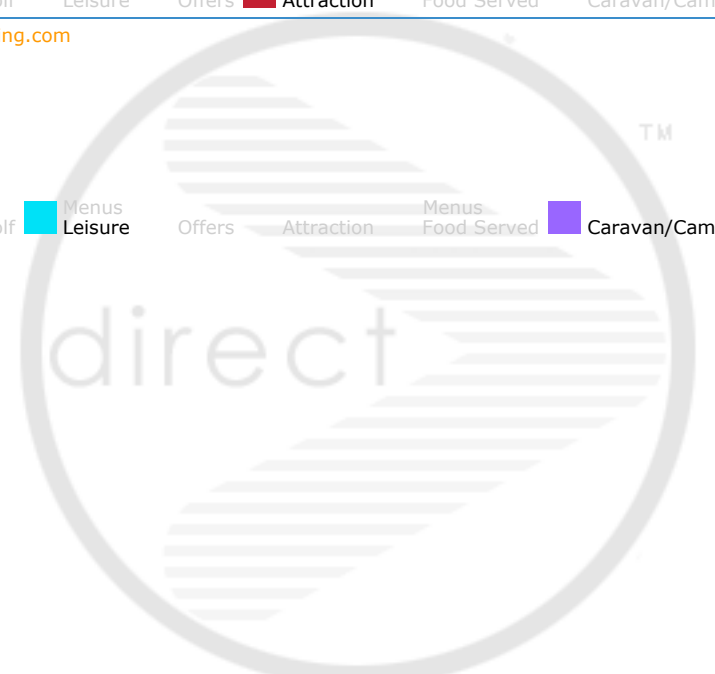 Leisure Offers Attraction Food Served Caravan/Cam
ng.com
TM
Menus Menus
olf Leisure Offers Attraction Food Served Caravan/Cam
direct